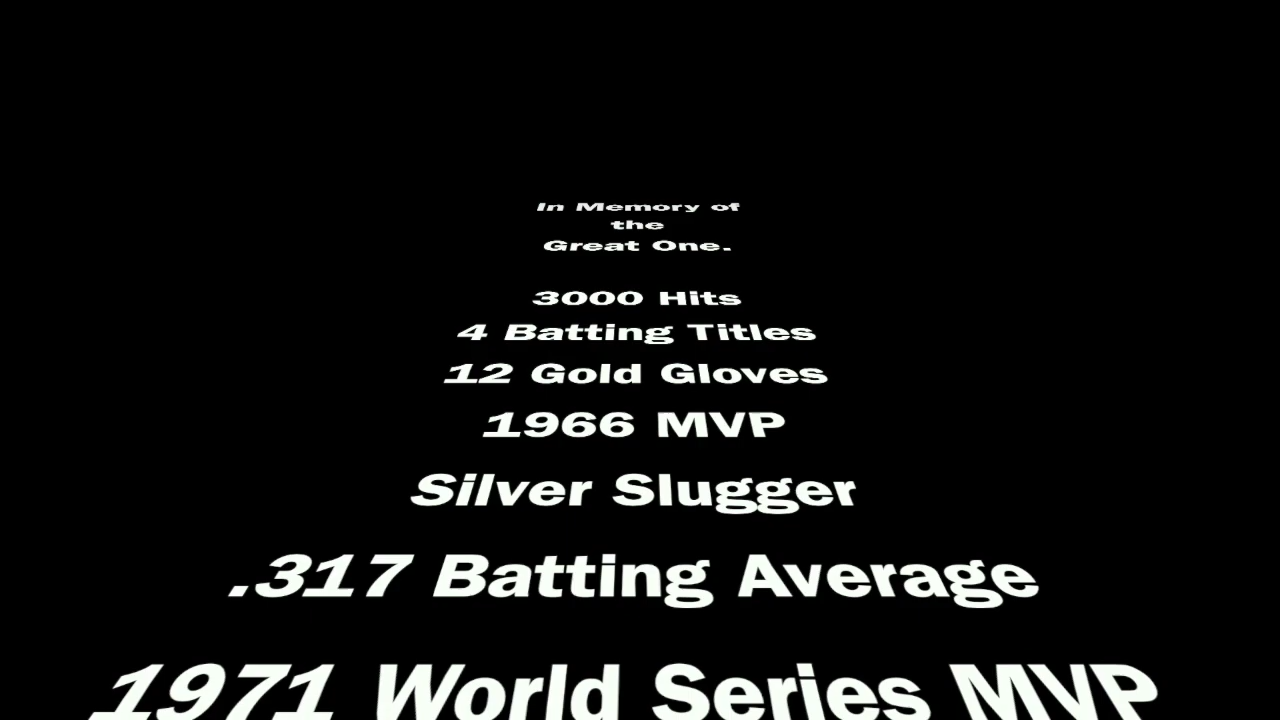 In Memory of
the
Great One.
3000 Hits
4 Batting Titles
12 Gold Gloves
1966 MVP
Silver Slugger
.317 Batting Average
1971 World Series MVP